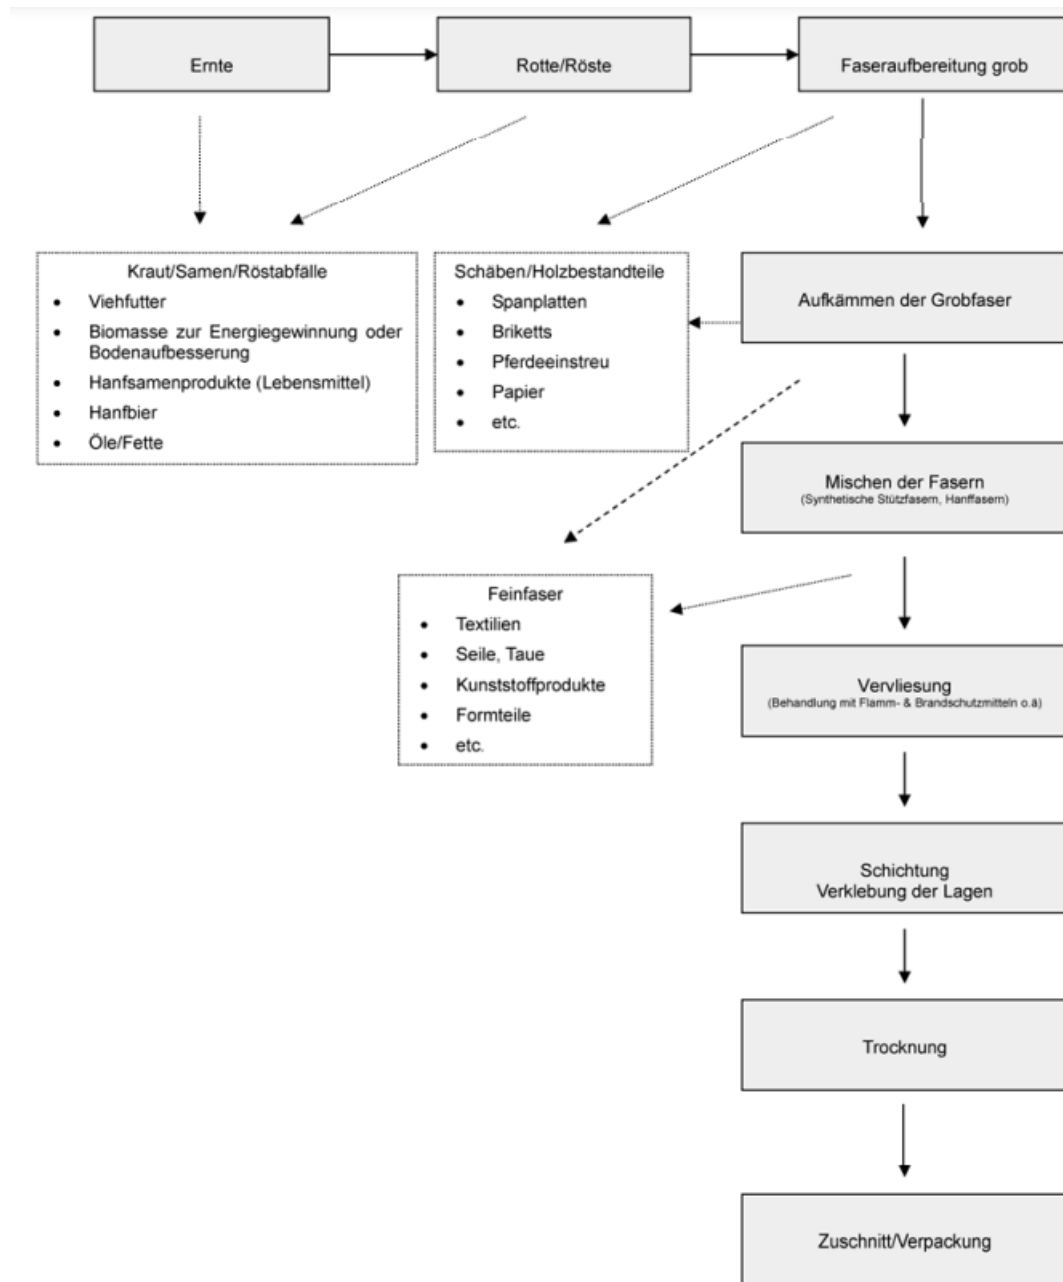 Ernte
Rotte/Röste
Faseraufbereitung grob
Kraut/Samen/Röstabfälle
• Viehfutter
• Biomasse zur Energiegewinnung oder
Bodenaufbesserung
• Hanfsamenprodukte (Lebensmittel)
• Hanfbier
• Öle/Fette
Schäben/Holzbestandteile
• Spanplatten
• Briketts
• Pferdeeinstreu
• Papier
• etc.
Aufkämmen der Grobfaser
Mischen der Fasern
(Synthetische Stützfasern, Hanffasern)
Feinfaser
• Textilien
• Seile, Taue
• Kunststoffprodukte
• Formteile
• etc.
Vervliesung
(Behandlung mit Flamm- & Brandschutzmitteln o.ä)
Schichtung
Verklebung der Lagen
Trocknung
Zuschnitt/Verpackung